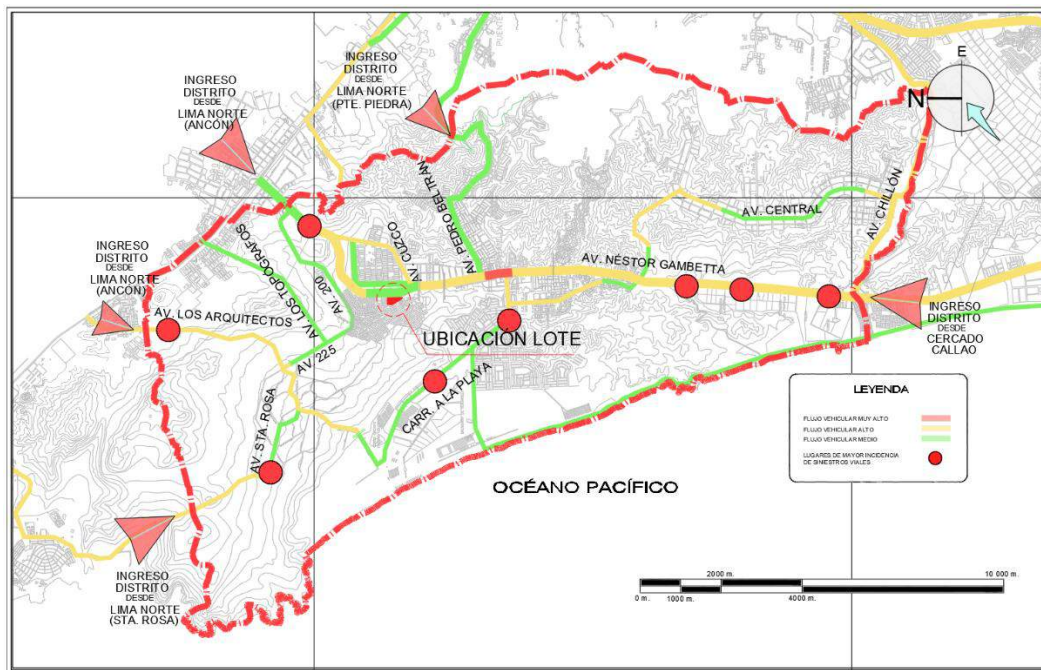 INGRESO
DISTRITO
DESDE
LIMA NORTE
(ANCÓN)
INGRESO
DISTRITO
DESDE
LIMA NORTE
(PTE. PIEDRA)
E
N
AV. PEDRO BELTRAN
AV. CENTRAL
AV. CHILLÓN
AV. CUZCO
AV. LOS TOPÓGRAFOS
AV. 200
AV. NÉSTOR GAMBETTA
INGRESO
DISTRITO
DESDE
LIMA NORTE
(ANCÓN)
AV. LOS ARQUITECTOS
AV. 225
UBICACIÓN LOTE
INGRESO
DISTRITO
DESDE
CERCADO
CALLAO
CARR. A LA PLAYA
AV. STA. ROSA
LEYENDA
FLUJO VEHICULAR MUY ALTO
FLUJO VEHICULAR ALTO
FLUJO VEHICULAR MEDIO
LUGARES DE MAYOR INCIDENCIA
DE SINIESTROS VIALES
OCÉANO PACÍFICO
INGRESO
DISTRITO
DESDE
LIMA NORTE
(STA. ROSA)
2000 m.
10 000 m.
0 m.
1000 m.
4000 m.